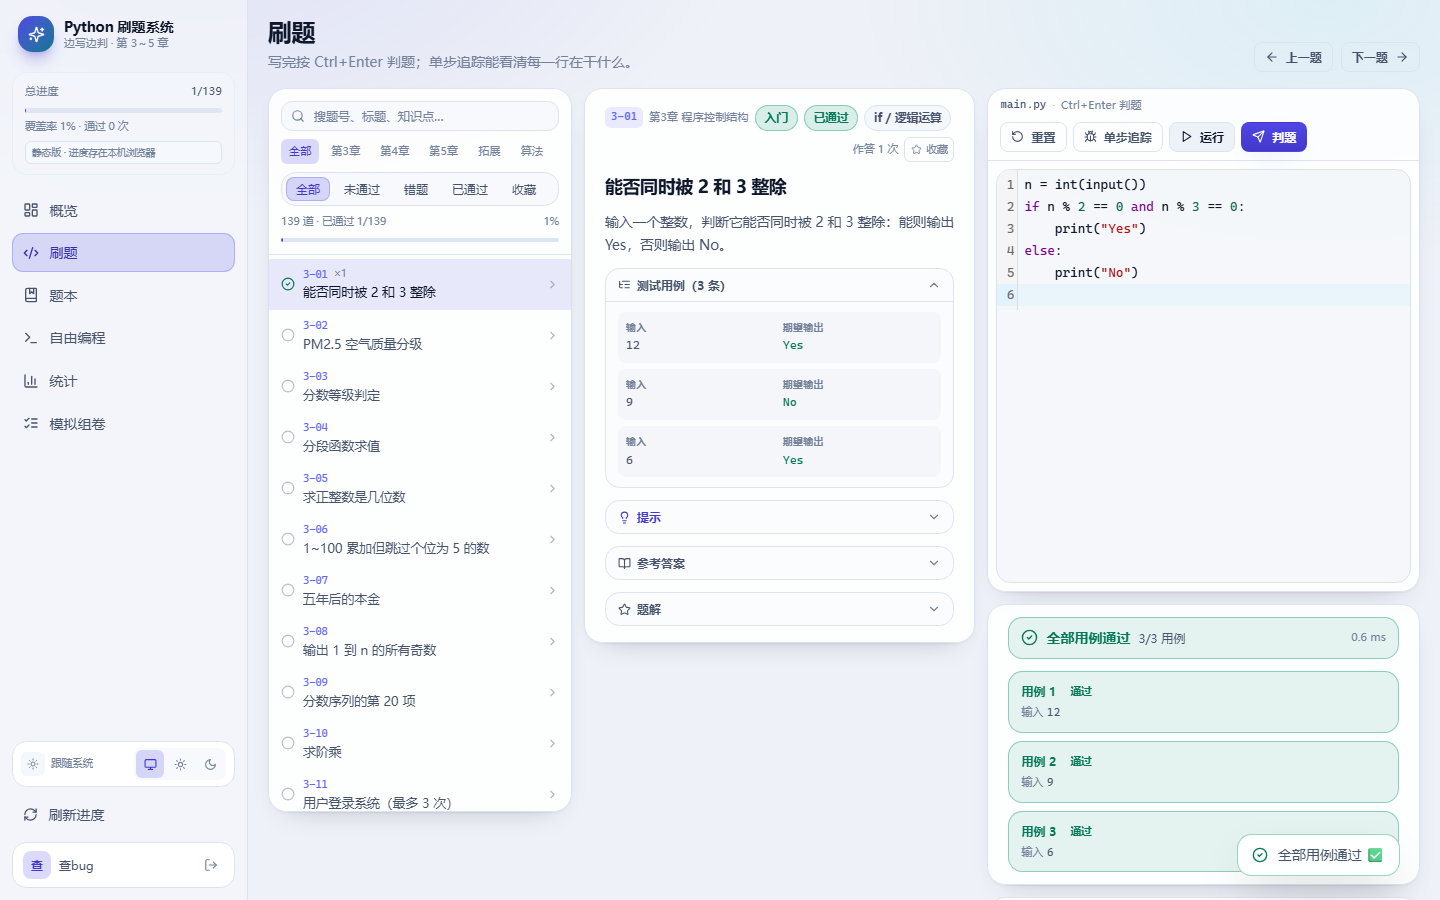 Python 刷题系统
边写边判 · 第 3 ~ 5 章
总进度 1/139
覆盖率 1% · 通过 0 次
静态版 · 进度存在本机浏览器
概览
刷题
题本
自由编程
统计
模拟组卷
跟随系统
刷新进度
查 查bug
刷题
写完按 Ctrl+Enter 判题；单步追踪能看清每一行在干什么。
上一题 下一题
搜题号、标题、知识点...
全部 第3章 第4章 第5章 拓展 算法
全部 未通过 错题 已通过 收藏
139 道 · 已通过 1/139 1%
3-01 ×1
能否同时被 2 和 3 整除
3-02
PM2.5 空气质量分级
3-03
分数等级判定
3-04
分段函数求值
3-05
求正整数是几位数
3-06
1~100 累加但跳过个位为 5 的数
3-07
五年后的本金
3-08
输出 1 到 n 的所有奇数
3-09
分数序列的第 20 项
3-10
求阶乘
3-11
用户登录系统（最多 3 次）
3-01 第3章 程序控制结构 入门 已通过 if / 逻辑运算
作答 1 次 收藏
能否同时被 2 和 3 整除
输入一个整数，判断它能否同时被 2 和 3 整除：能则输出
Yes，否则输出 No。
测试用例（3 条）
输入 期望输出
12 Yes
输入 期望输出
9 No
输入 期望输出
6 Yes
提示
参考答案
题解
main.py · Ctrl+Enter 判题
重置 单步追踪 运行 判题
1 n = int(input())
2 if n % 2 == 0 and n % 3 == 0:
3     print("Yes")
4 else:
5     print("No")
6
全部用例通过 3/3 用例 0.6 ms
用例 1 通过
输入 12
用例 2 通过
输入 9
用例 3 通过
输入 6
全部用例通过 ✅